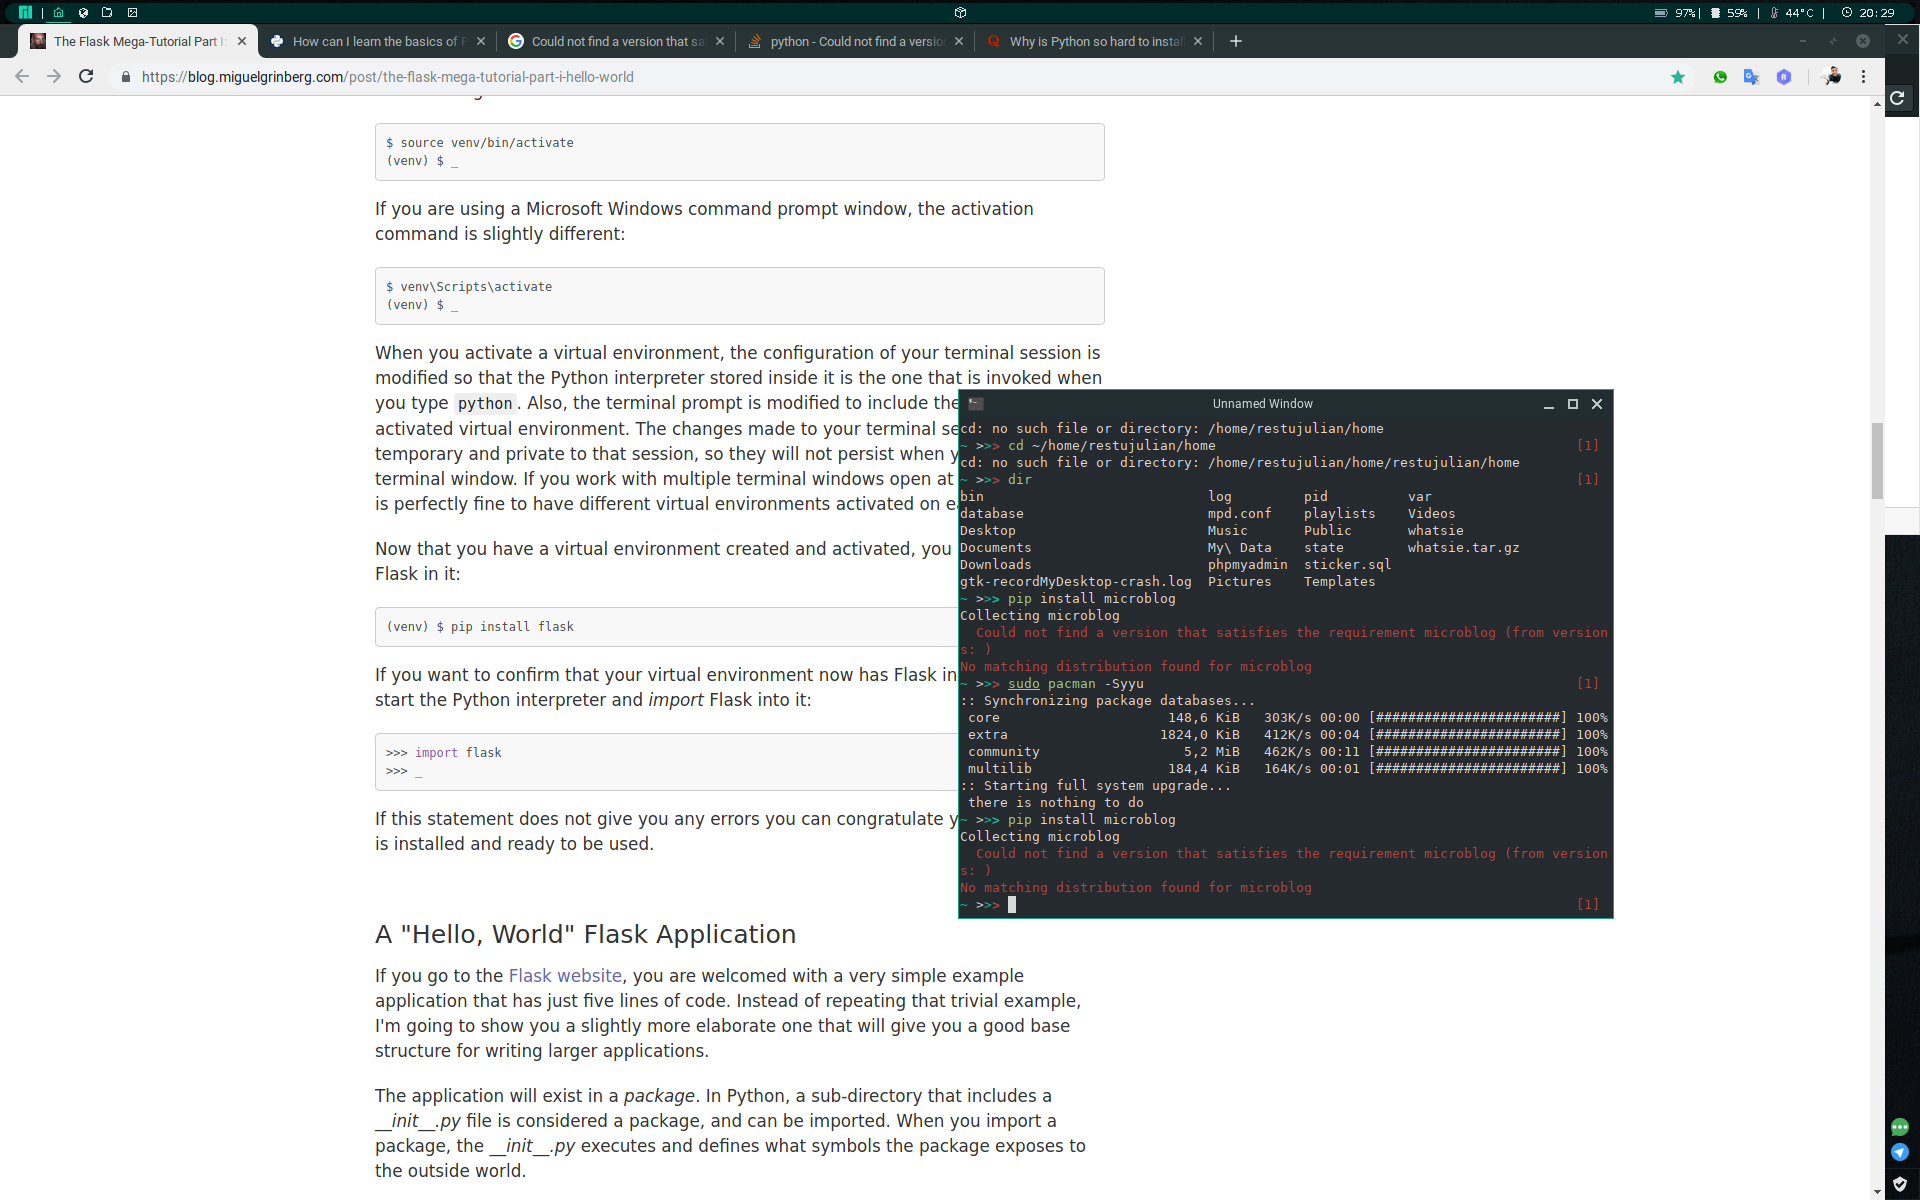 97%| 59% | 44°C | 20:29
The Flask Mega-Tutorial Part I:
How can I learn the basics of P
Could not find a version that sa
python - Could not find a versio
Why is Python so hard to instal
https://blog.miguelgrinberg.com/post/the-flask-mega-tutorial-part-i-hello-world
$ source venv/bin/activate
(venv) $ _
If you are using a Microsoft Windows command prompt window, the activation
command is slightly different:
$ venv\Scripts\activate
(venv) $ _
When you activate a virtual environment, the configuration of your terminal session is
modified so that the Python interpreter stored inside it is the one that is invoked when
you type python. Also, the terminal prompt is modified to include the
activated virtual environment. The changes made to your terminal se
temporary and private to that session, so they will not persist when y
terminal window. If you work with multiple terminal windows open at
is perfectly fine to have different virtual environments activated on ea
Now that you have a virtual environment created and activated, you
Flask in it:
(venv) $ pip install flask
If you want to confirm that your virtual environment now has Flask in
start the Python interpreter and import Flask into it:
>>> import flask
>>> _
If this statement does not give you any errors you can congratulate y
is installed and ready to be used.
A "Hello, World" Flask Application
If you go to the Flask website, you are welcomed with a very simple example
application that has just five lines of code. Instead of repeating that trivial example,
I'm going to show you a slightly more elaborate one that will give you a good base
structure for writing larger applications.
The application will exist in a package. In Python, a sub-directory that includes a
__init__.py file is considered a package, and can be imported. When you import a
package, the __init__.py executes and defines what symbols the package exposes to
the outside world.
Unnamed Window
cd: no such file or directory: /home/restujulian/home
~ >>> cd ~/home/restujulian/home [1]
cd: no such file or directory: /home/restujulian/home/restujulian/home
~ >>> dir [1]
bin log pid var
database mpd.conf playlists Videos
Desktop Music Public whatsie
Documents My\ Data state whatsie.tar.gz
Downloads phpmyadmin sticker.sql
gtk-recordMyDesktop-crash.log Pictures Templates
~ >>> pip install microblog
Collecting microblog
Could not find a version that satisfies the requirement microblog (from version
s: )
No matching distribution found for microblog
~ >>> sudo pacman -Syyu [1]
:: Synchronizing package databases...
core 148,6 KiB 303K/s 00:00 [#######################] 100%
extra 1824,0 KiB 412K/s 00:04 [#######################] 100%
community 5,2 MiB 462K/s 00:11 [#######################] 100%
multilib 184,4 KiB 164K/s 00:01 [#######################] 100%
:: Starting full system upgrade...
there is nothing to do
~ >>> pip install microblog
Collecting microblog
Could not find a version that satisfies the requirement microblog (from version
s: )
No matching distribution found for microblog
~ >>> [1]